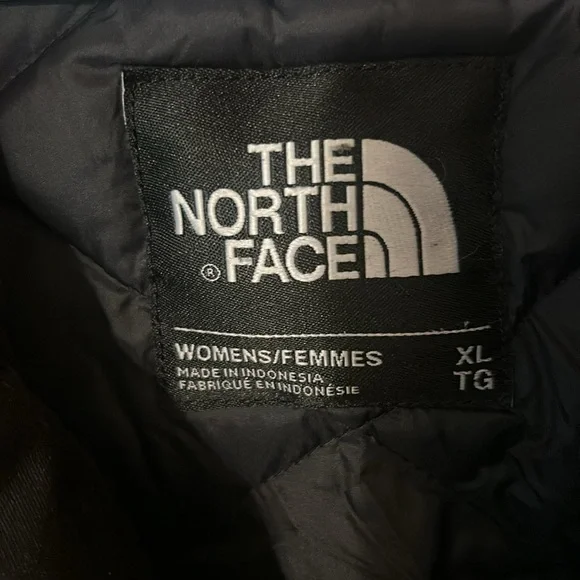 THE
NORTH
® FACE
WOMENS/FEMMES XL
MADE IN INDONESIA TG
FABRIQUÉ EN INDONÉSIE